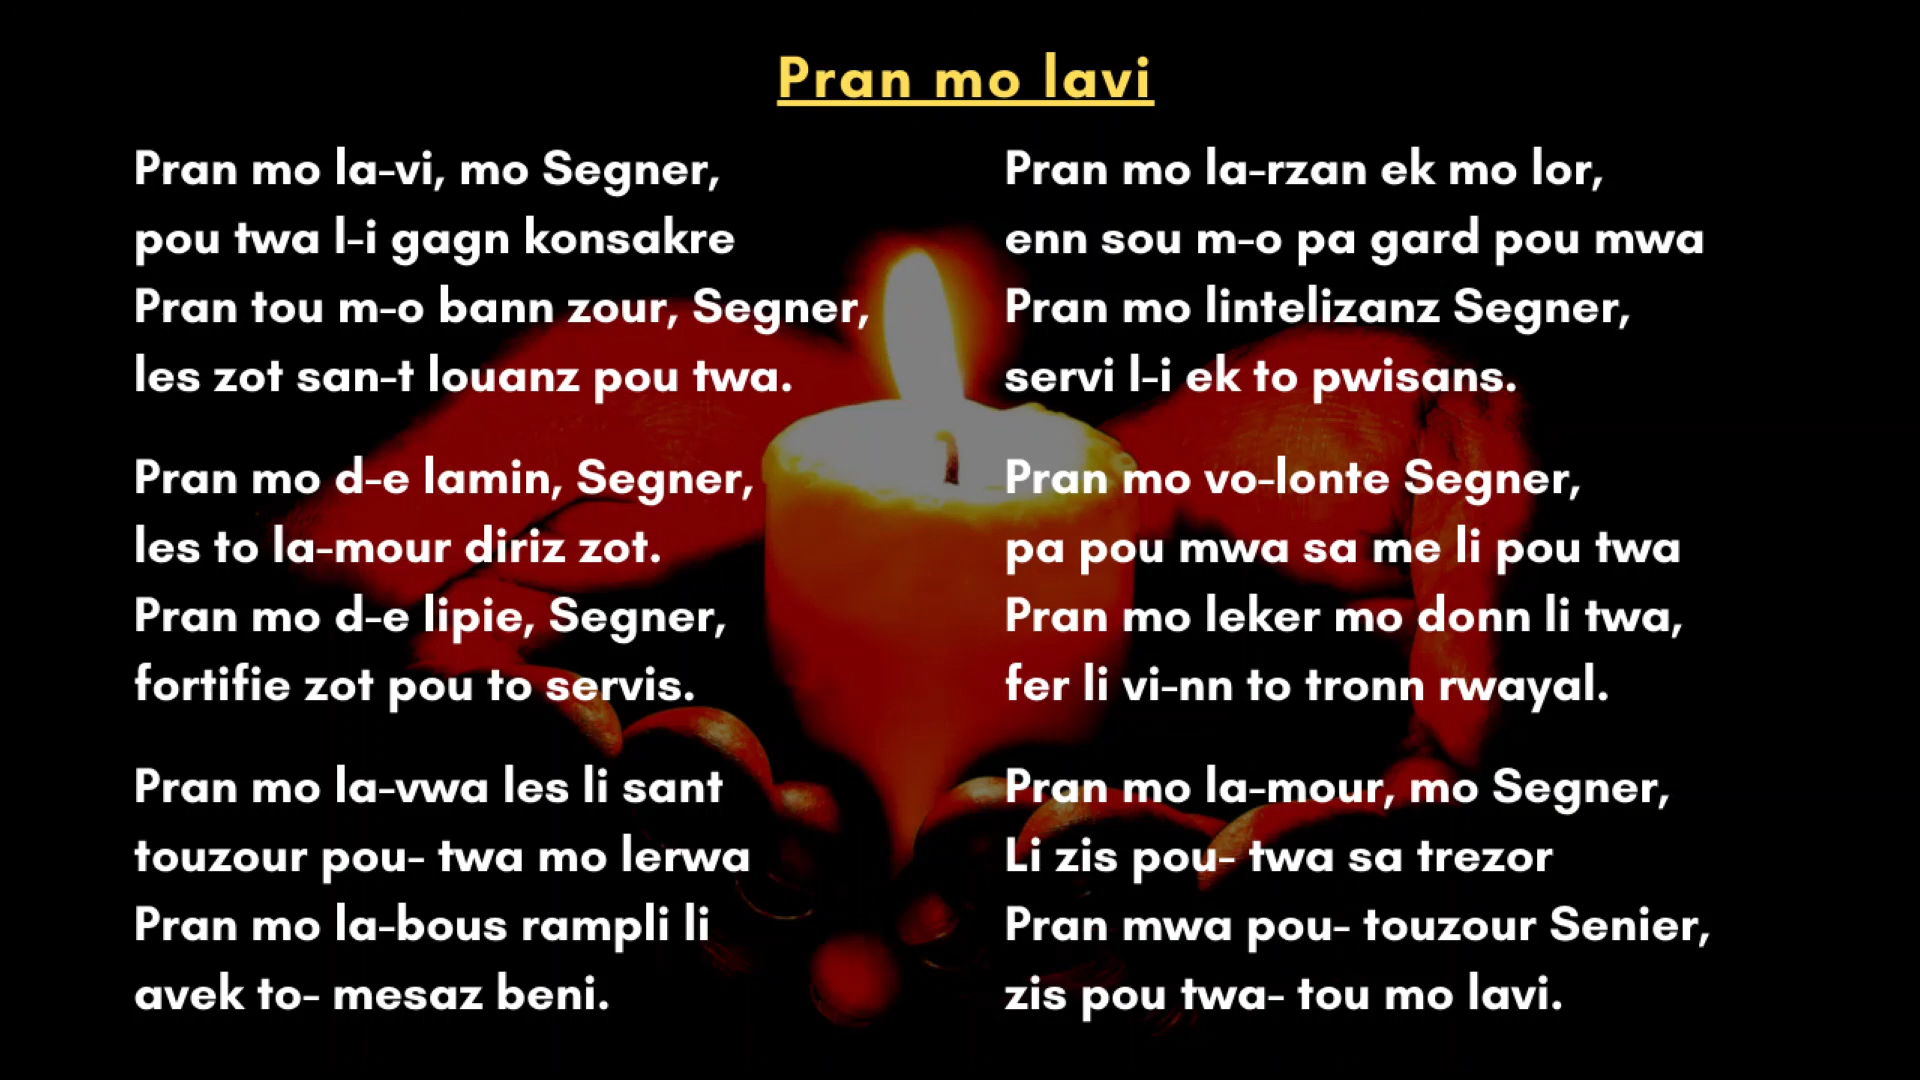 Pran mo lavi
Pran mo la-vi, mo Segner,
pou twa l-i gagn konsakre
Pran tou m-o bann zour, Segner,
les zot san-t louanz pou twa.
Pran mo d-e lamin, Segner,
les to la-mour diriz zot.
Pran mo d-e lipie, Segner,
fortifie zot pou to servis.
Pran mo la-vwa les li sant
touzour pou- twa mo lerwa
Pran mo la-bous rampli li
avek to- mesaz beni.
Pran mo la-rzan ek mo lor,
enn sou m-o pa gard pou mwa
Pran mo lintelizanz Segner,
servi l-i ek to pwisans.
Pran mo vo-lonte Segner,
pa pou mwa sa me li pou twa
Pran mo leker mo donn li twa,
fer li vi-nn to tronn rwayal.
Pran mo la-mour, mo Segner,
Li zis pou- twa sa trezor
Pran mwa pou- touzour Senier,
zis pou twa- tou mo lavi.